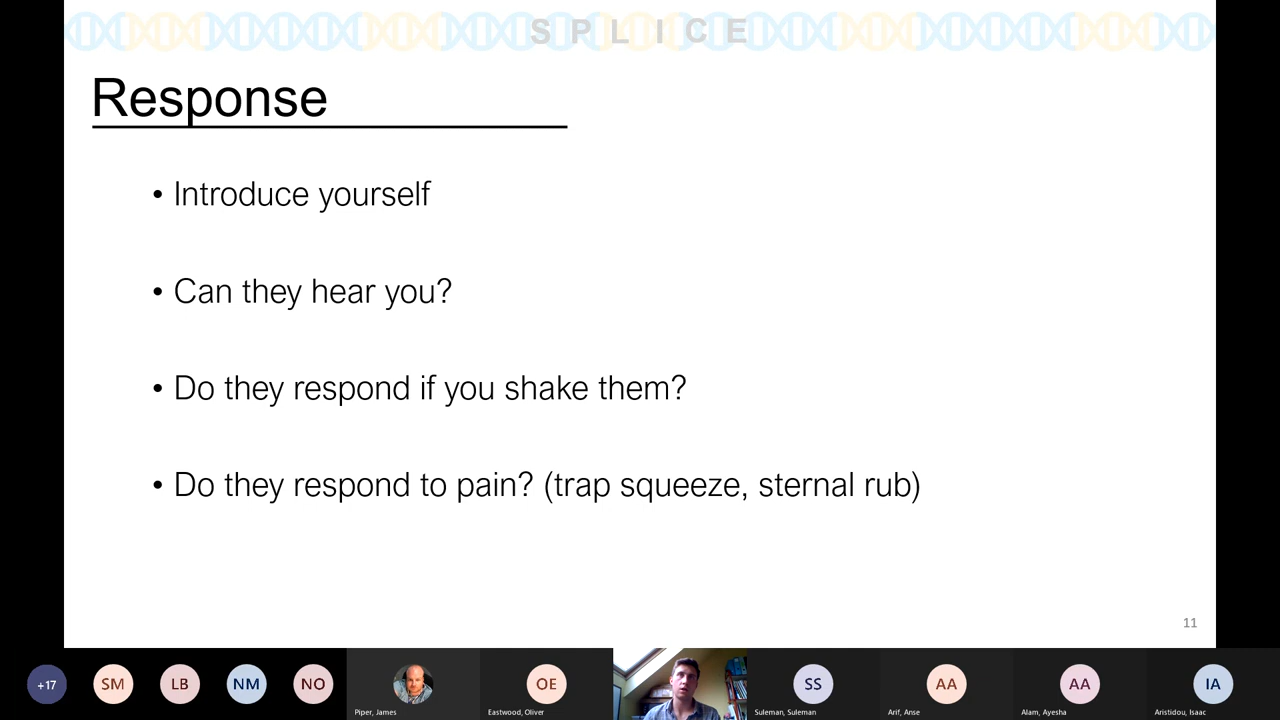 S P L I C E
Response
• Introduce yourself
• Can they hear you?
• Do they respond if you shake them?
• Do they respond to pain? (trap squeeze, sternal rub)
11
+17
SM
LB
NM
NO
Piper, James
OE
Eastwood, Oliver
SS
Suleman, Suleman
AA
Arif, Anse
AA
Alam, Ayesha
IA
Aristidou, Isaac